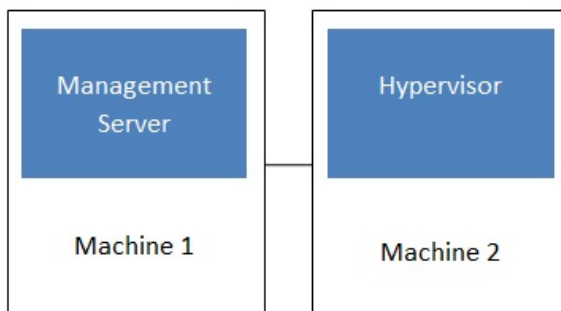 Management
Server
Machine 1
Hypervisor
Machine 2